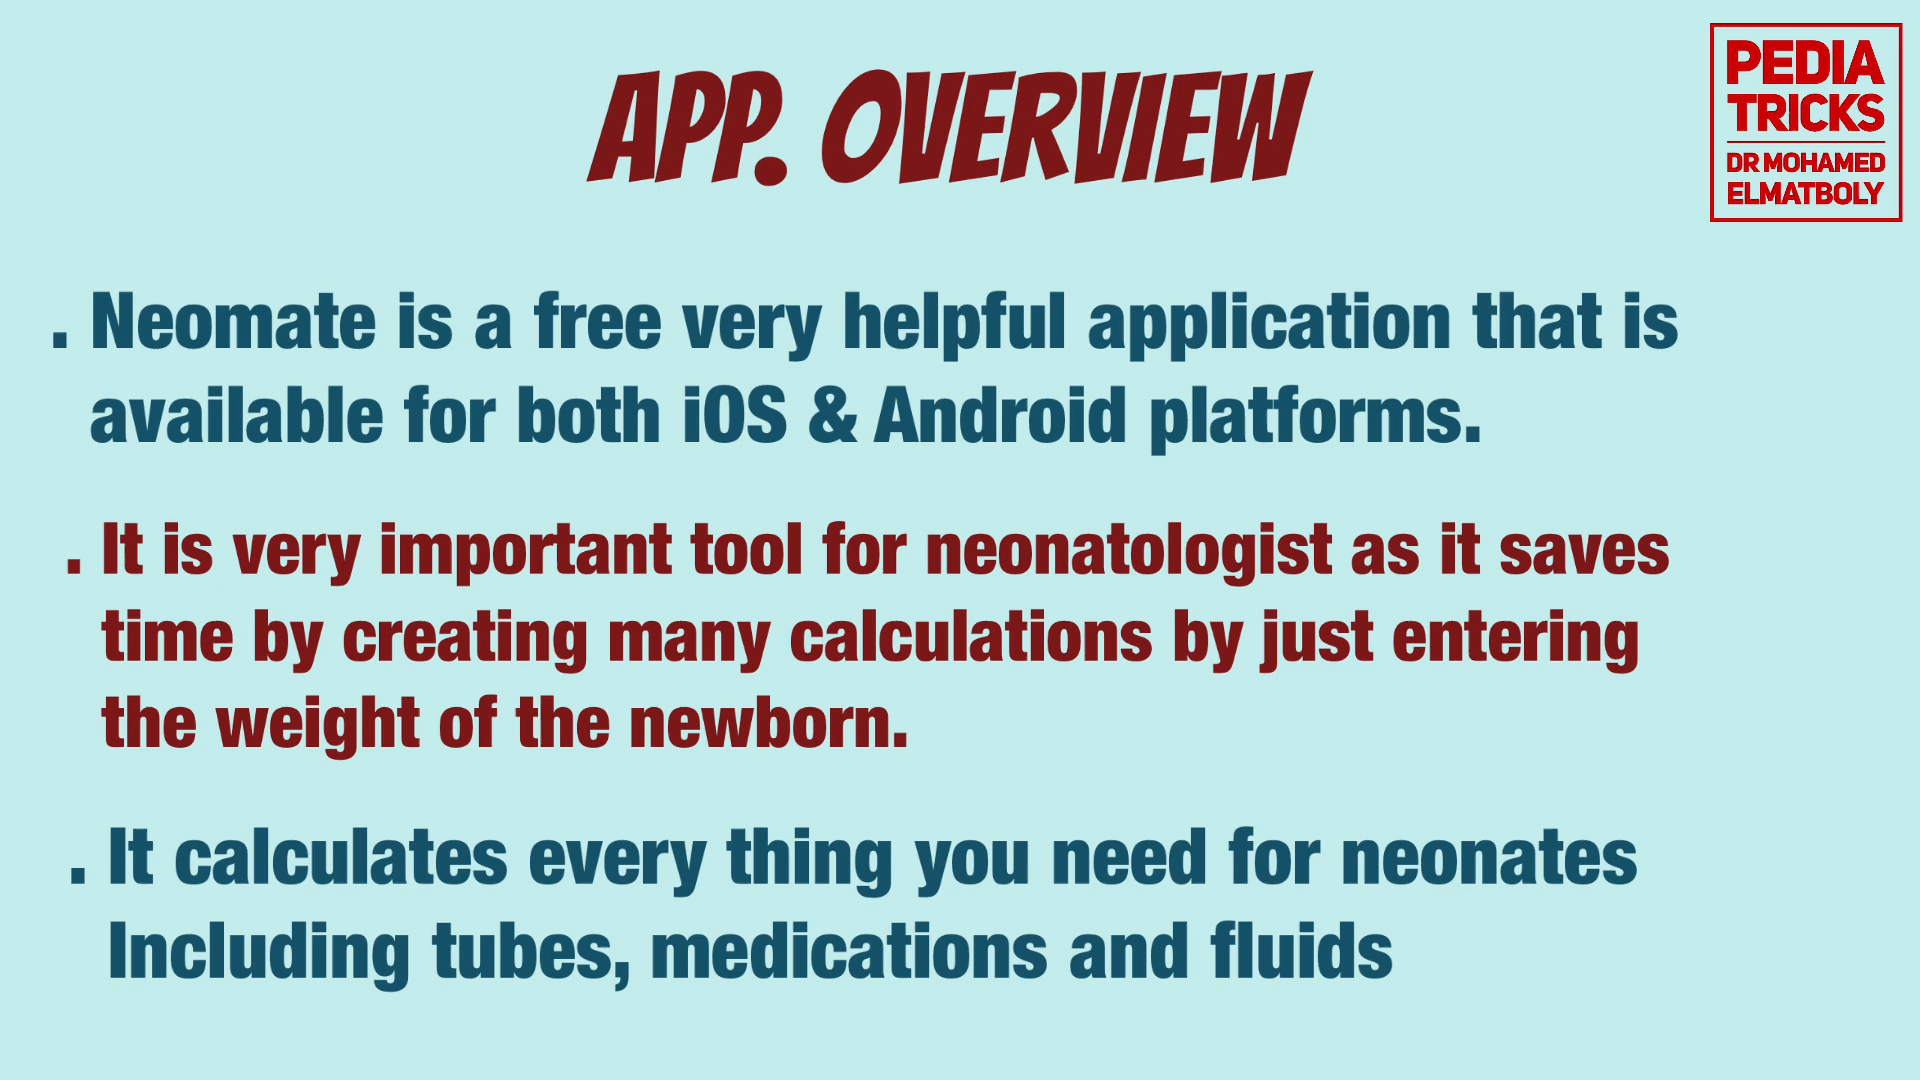 APP. OVERVIEW
PEDIA
TRICKS
DR MOHAMED
ELMATBOLY
. Neomate is a free very helpful application that is
available for both iOS & Android platforms.
. It is very important tool for neonatologist as it saves
time by creating many calculations by just entering
the weight of the newborn.
. It calculates every thing you need for neonates
Including tubes, medications and fluids